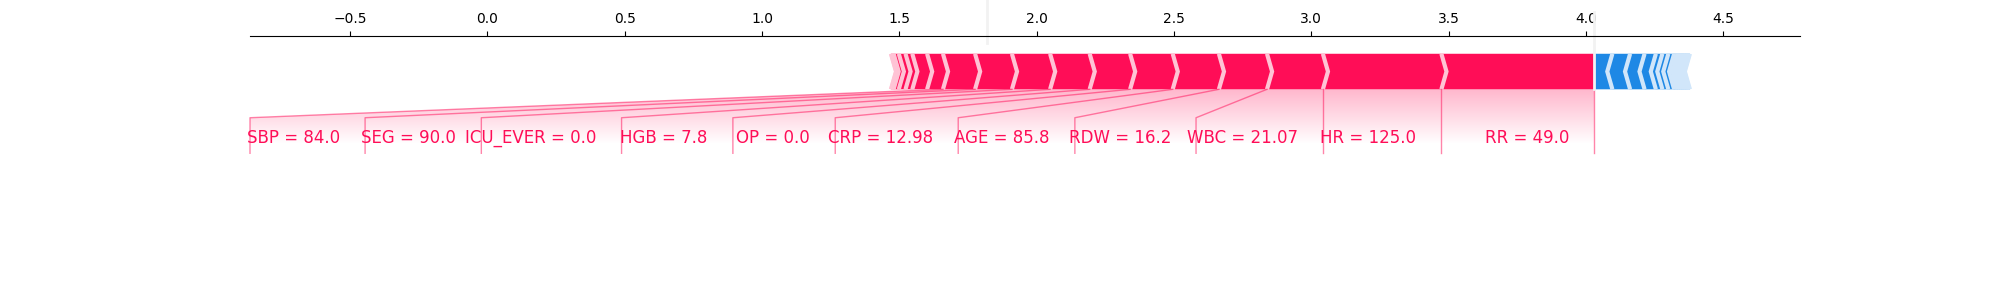 −0.5 0.0 0.5 1.0 1.5 2.0 2.5 3.0 3.5 4.0 4.5
SBP = 84.0 SEG = 90.0 ICU_EVER = 0.0 HGB = 7.8 OP = 0.0 CRP = 12.98 AGE = 85.8 RDW = 16.2 WBC = 21.07 HR = 125.0 RR = 49.0